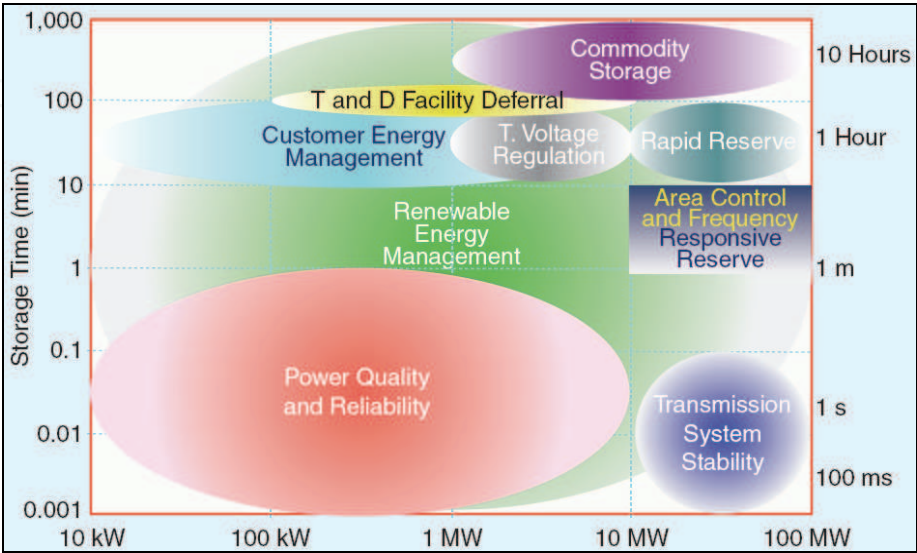 1,000
100
10
1
0.1
0.01
0.001
Storage Time (min)
Commodity
Storage
T and D Facility Deferral
Customer Energy
Management
T. Voltage
Regulation
Rapid Reserve
Area Control
and Frequency
Responsive
Reserve
Renewable
Energy
Management
Power Quality
and Reliability
Transmission
System
Stability
10 Hours
1 Hour
1 m
1 s
100 ms
10 kW
100 kW
1 MW
10 MW
100 MW